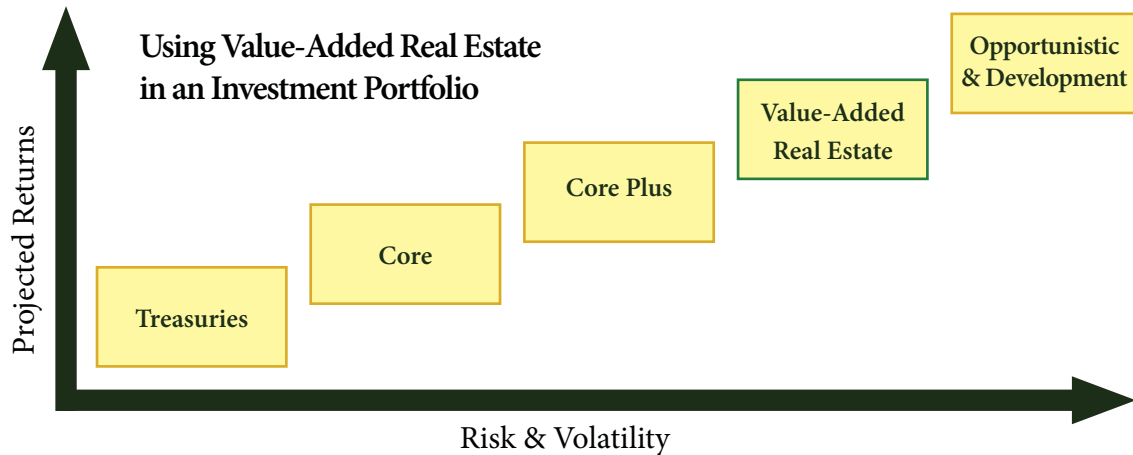 Using Value-Added Real Estate
in an Investment Portfolio
Opportunistic
& Development
Value-Added
Real Estate
Core Plus
Core
Treasuries
Projected Returns
Risk & Volatility